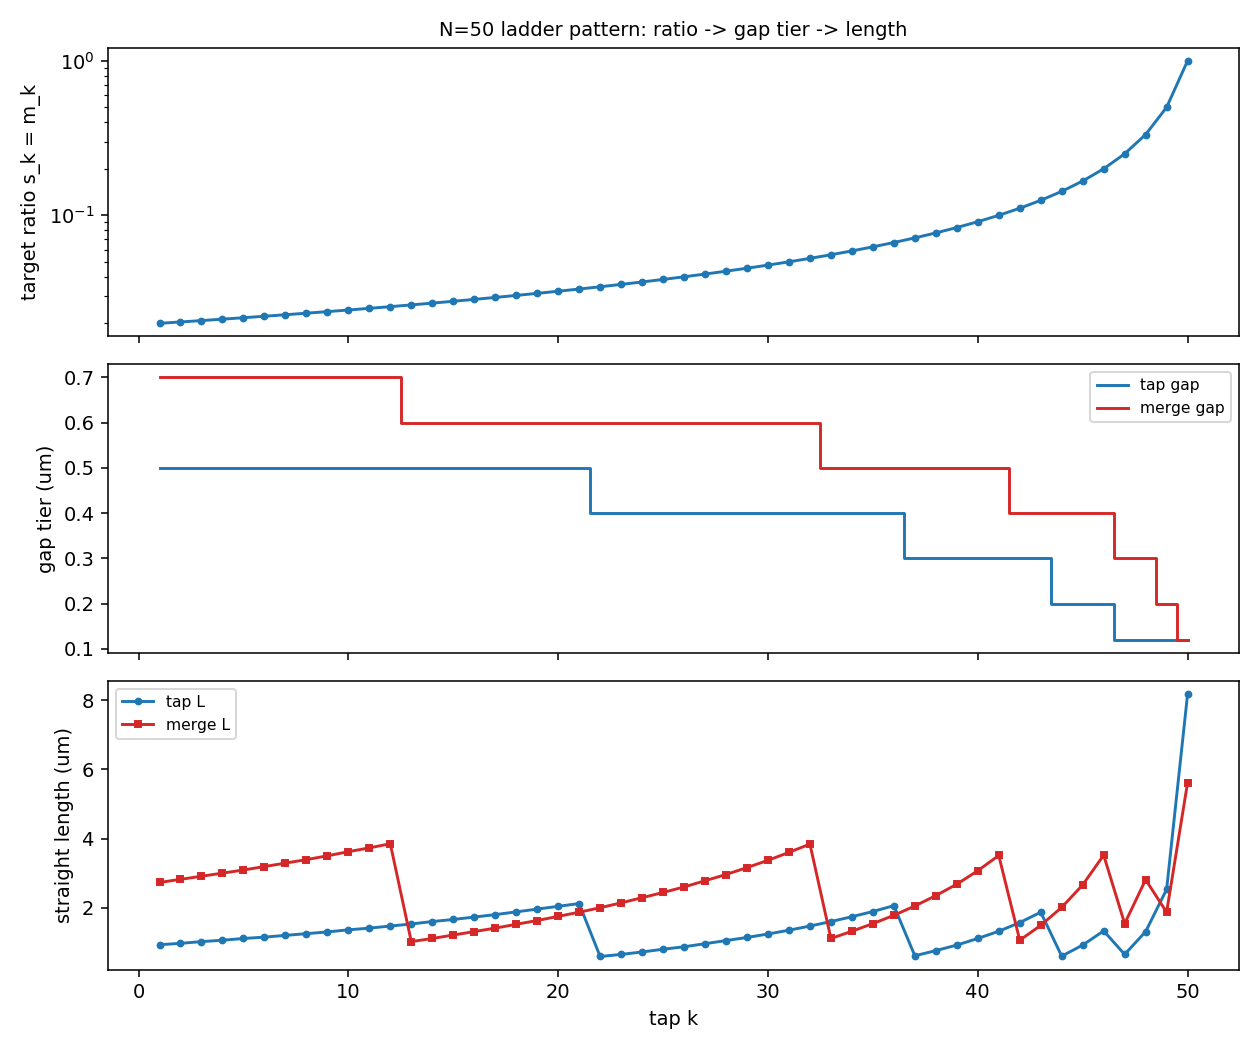 N=50 ladder pattern: ratio -> gap tier -> length
target ratio s_k = m_k
10⁰
10⁻¹
gap tier (um)
0.7
0.6
0.5
0.4
0.3
0.2
0.1
tap gap
merge gap
straight length (um)
8
6
4
2
tap L
merge L
0 10 20 30 40 50
tap k